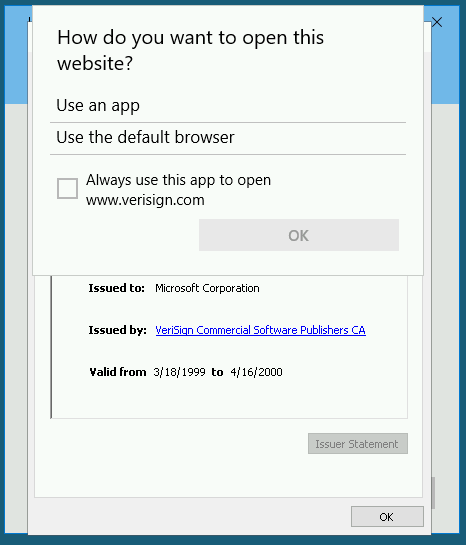 How do you want to open this
website?
Use an app
Use the default browser
Always use this app to open
www.verisign.com
OK
Issued to: Microsoft Corporation
Issued by: VeriSign Commercial Software Publishers CA
Valid from 3/18/1999 to 4/16/2000
Issuer Statement
OK